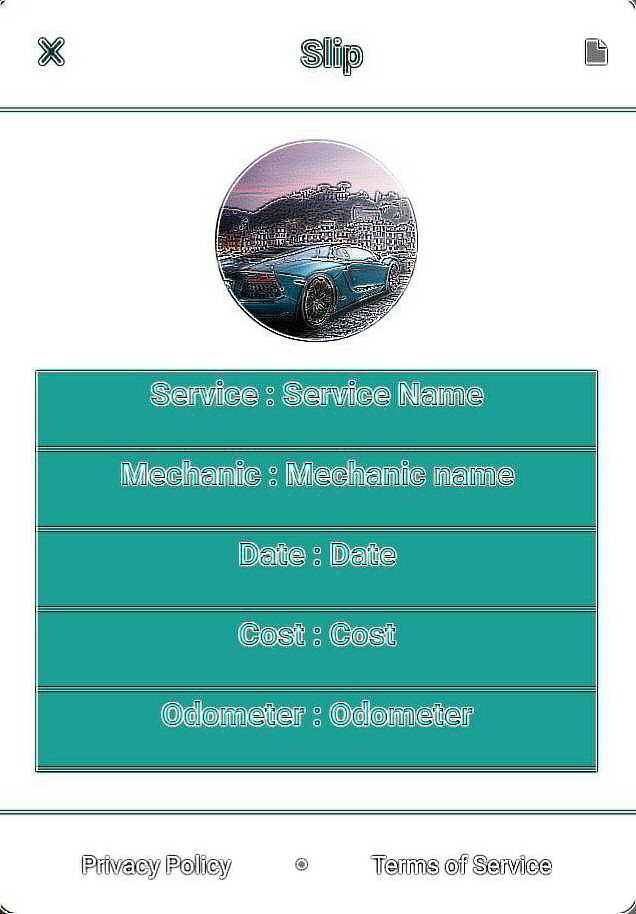 Slip
Service : Service Name
Mechanic : Mechanic name
Date : Date
Cost : Cost
Odometer : Odometer
Privacy Policy • Terms of Service